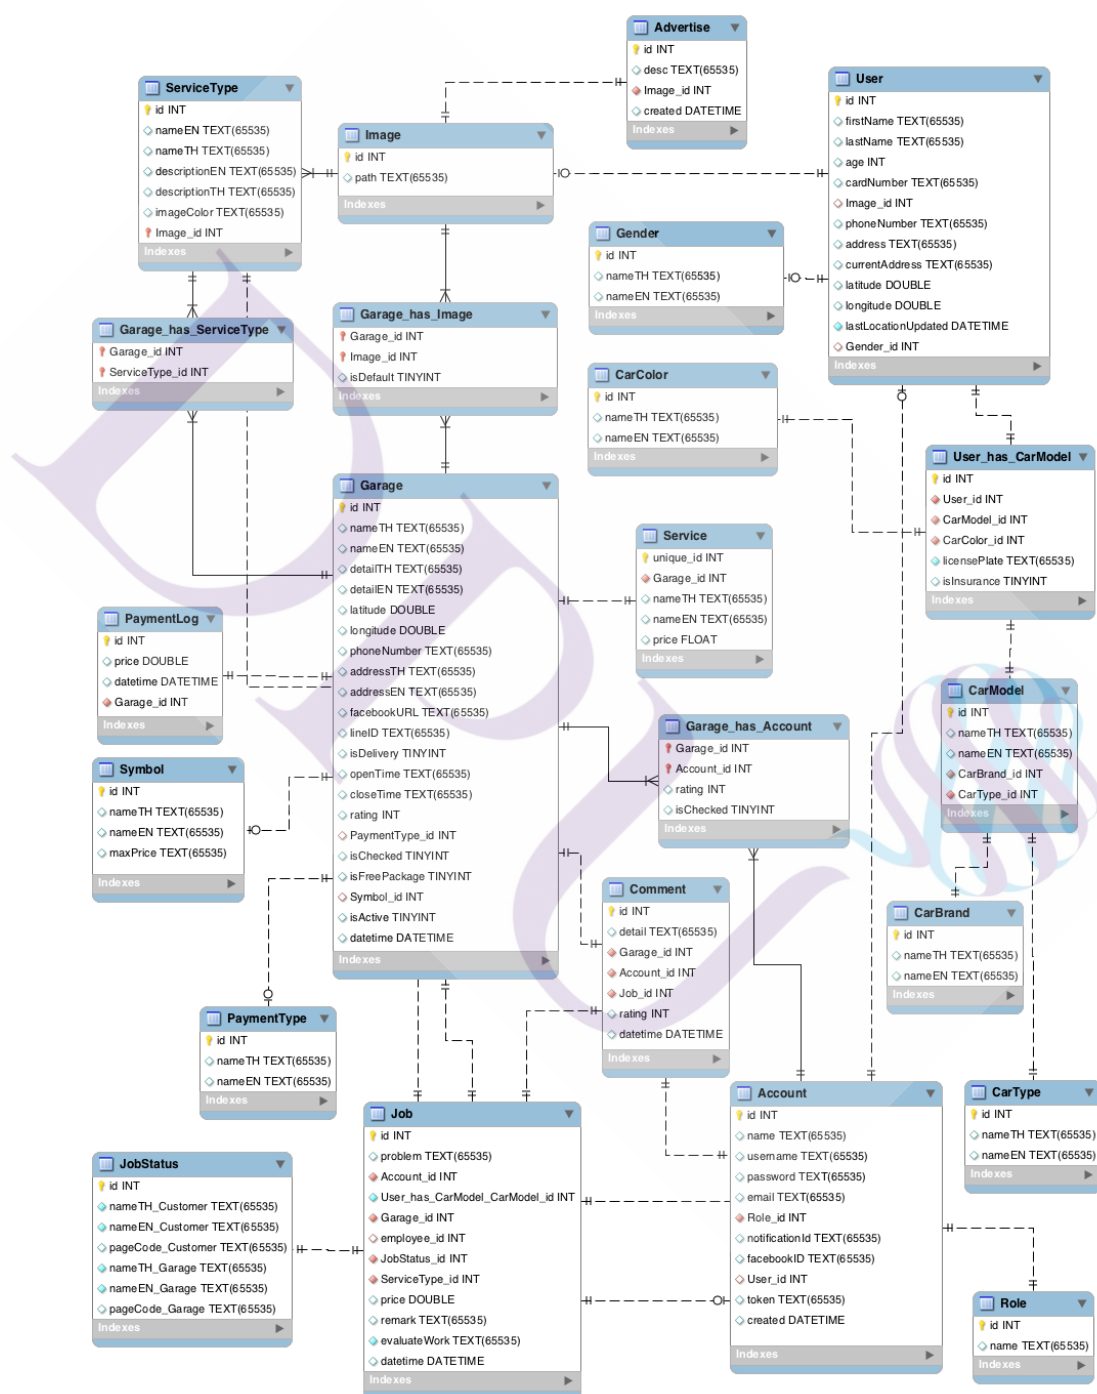 Advertise
id INT
desc TEXT(65535)
Image_id INT
created DATETIME
Indexes
User
id INT
firstName TEXT(65535)
lastName TEXT(65535)
age INT
cardNumber TEXT(65535)
Image_id INT
phoneNumber TEXT(65535)
address TEXT(65535)
currentAddress TEXT(65535)
latitude DOUBLE
longitude DOUBLE
lastLocationUpdated DATETIME
Gender_id INT
Indexes
ServiceType
id INT
nameEN TEXT(65535)
nameTH TEXT(65535)
descriptionEN TEXT(65535)
descriptionTH TEXT(65535)
imageColor TEXT(65535)
Image_id INT
Indexes
Image
id INT
path TEXT(65535)
Indexes
Gender
id INT
nameTH TEXT(65535)
nameEN TEXT(65535)
Indexes
Garage_has_ServiceType
Garage_id INT
ServiceType_id INT
Indexes
Garage_has_Image
Garage_id INT
Image_id INT
isDefault TINYINT
Indexes
CarColor
id INT
nameTH TEXT(65535)
nameEN TEXT(65535)
Indexes
User_has_CarModel
id INT
User_id INT
CarModel_id INT
CarColor_id INT
licensePlate TEXT(65535)
isInsurance TINYINT
Indexes
Garage
id INT
nameTH TEXT(65535)
nameEN TEXT(65535)
detailTH TEXT(65535)
detailEN TEXT(65535)
latitude DOUBLE
longitude DOUBLE
phoneNumber TEXT(65535)
addressTH TEXT(65535)
addressEN TEXT(65535)
facebookURL TEXT(65535)
lineID TEXT(65535)
isDelivery TINYINT
openTime TEXT(65535)
closeTime TEXT(65535)
rating INT
PaymentType_id INT
isChecked TINYINT
isFreePackage TINYINT
Symbol_id INT
isActive TINYINT
datetime DATETIME
Indexes
Service
unique_id INT
Garage_id INT
nameTH TEXT(65535)
nameEN TEXT(65535)
price FLOAT
Indexes
PaymentLog
id INT
price DOUBLE
datetime DATETIME
Garage_id INT
Indexes
CarModel
id INT
nameTH TEXT(65535)
nameEN TEXT(65535)
CarBrand_id INT
CarType_id INT
Indexes
Garage_has_Account
Garage_id INT
Account_id INT
rating INT
isChecked TINYINT
Indexes
Symbol
id INT
nameTH TEXT(65535)
nameEN TEXT(65535)
maxPrice TEXT(65535)
Indexes
Comment
id INT
detail TEXT(65535)
Garage_id INT
Account_id INT
Job_id INT
rating INT
datetime DATETIME
Indexes
CarBrand
id INT
nameTH TEXT(65535)
nameEN TEXT(65535)
Indexes
PaymentType
id INT
nameTH TEXT(65535)
nameEN TEXT(65535)
Indexes
Job
id INT
problem TEXT(65535)
Account_id INT
User_has_CarModel_CarModel_id INT
Garage_id INT
employee_id INT
JobStatus_id INT
ServiceType_id INT
price DOUBLE
remark TEXT(65535)
evaluateWork TEXT(65535)
datetime DATETIME
Indexes
Account
id INT
name TEXT(65535)
username TEXT(65535)
password TEXT(65535)
email TEXT(65535)
Role_id INT
notificationId TEXT(65535)
facebookID TEXT(65535)
User_id INT
token TEXT(65535)
created DATETIME
Indexes
CarType
id INT
nameTH TEXT(65535)
nameEN TEXT(65535)
Indexes
JobStatus
id INT
nameTH_Customer TEXT(65535)
nameEN_Customer TEXT(65535)
pageCode_Customer TEXT(65535)
nameTH_Garage TEXT(65535)
nameEN_Garage TEXT(65535)
pageCode_Garage TEXT(65535)
Indexes
Role
id INT
name TEXT(65535)
Indexes
DPU